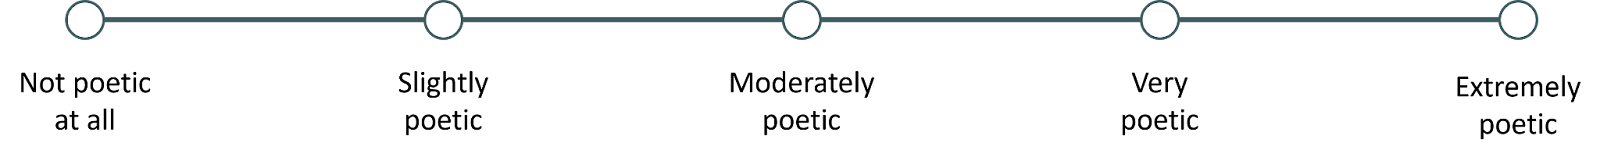 Not poetic
at all
Slightly
poetic
Moderately
poetic
Very
poetic
Extremely
poetic